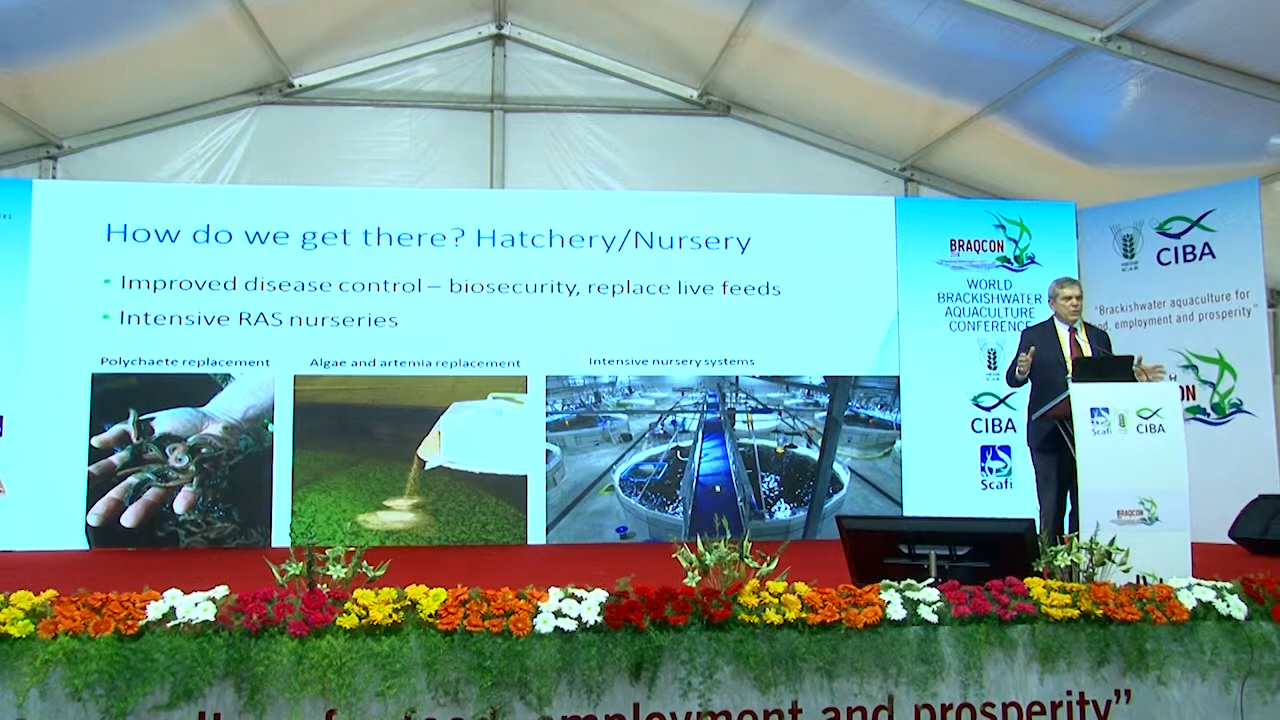 How do we get there? Hatchery/Nursery
• Improved disease control – biosecurity, replace live feeds
• Intensive RAS nurseries
Polychaete replacement
Algae and artemia replacement
Intensive nursery systems
BRAQCON
WORLD
BRACKISHWATER
AQUACULTURE
CONFERENCE
CIBA
Scafi
CIBA
"Brackishwater aquaculture for
employment and prosperity"
Scafi
CIBA
BRAQCON
employment and prosperity"